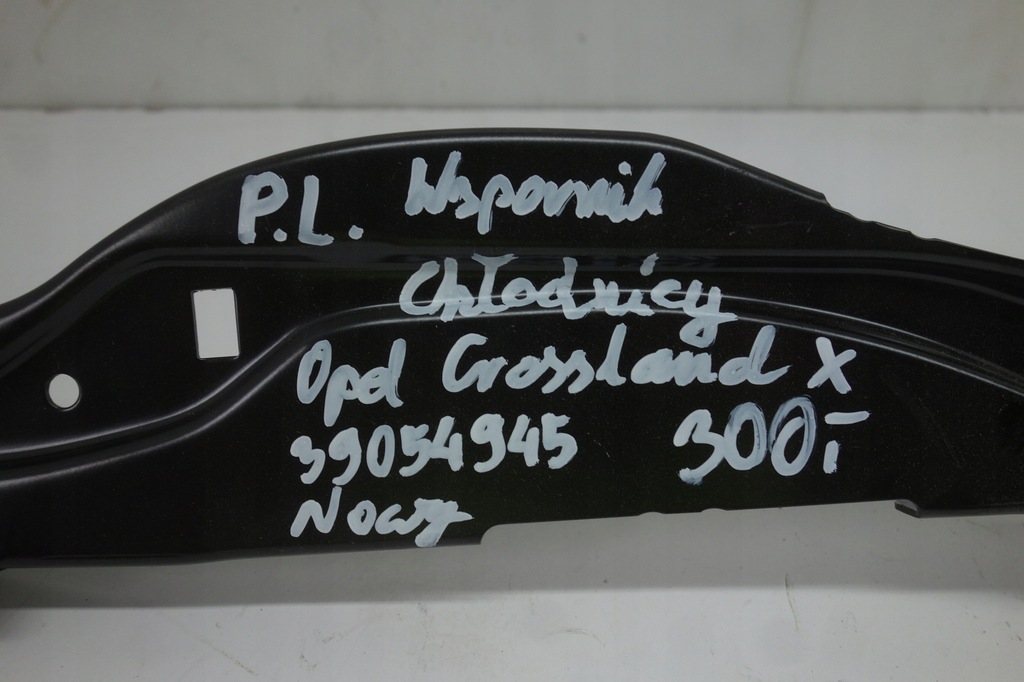 P.L. Wspornik
Chłodnicy
Opel Crossland X
39054945 300,-
Nowy